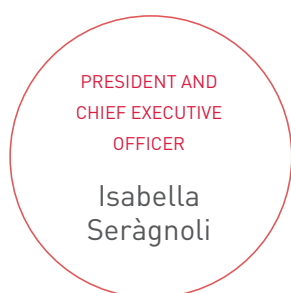 PRESIDENT AND
CHIEF EXECUTIVE
OFFICER
Isabella
Seràgnoli